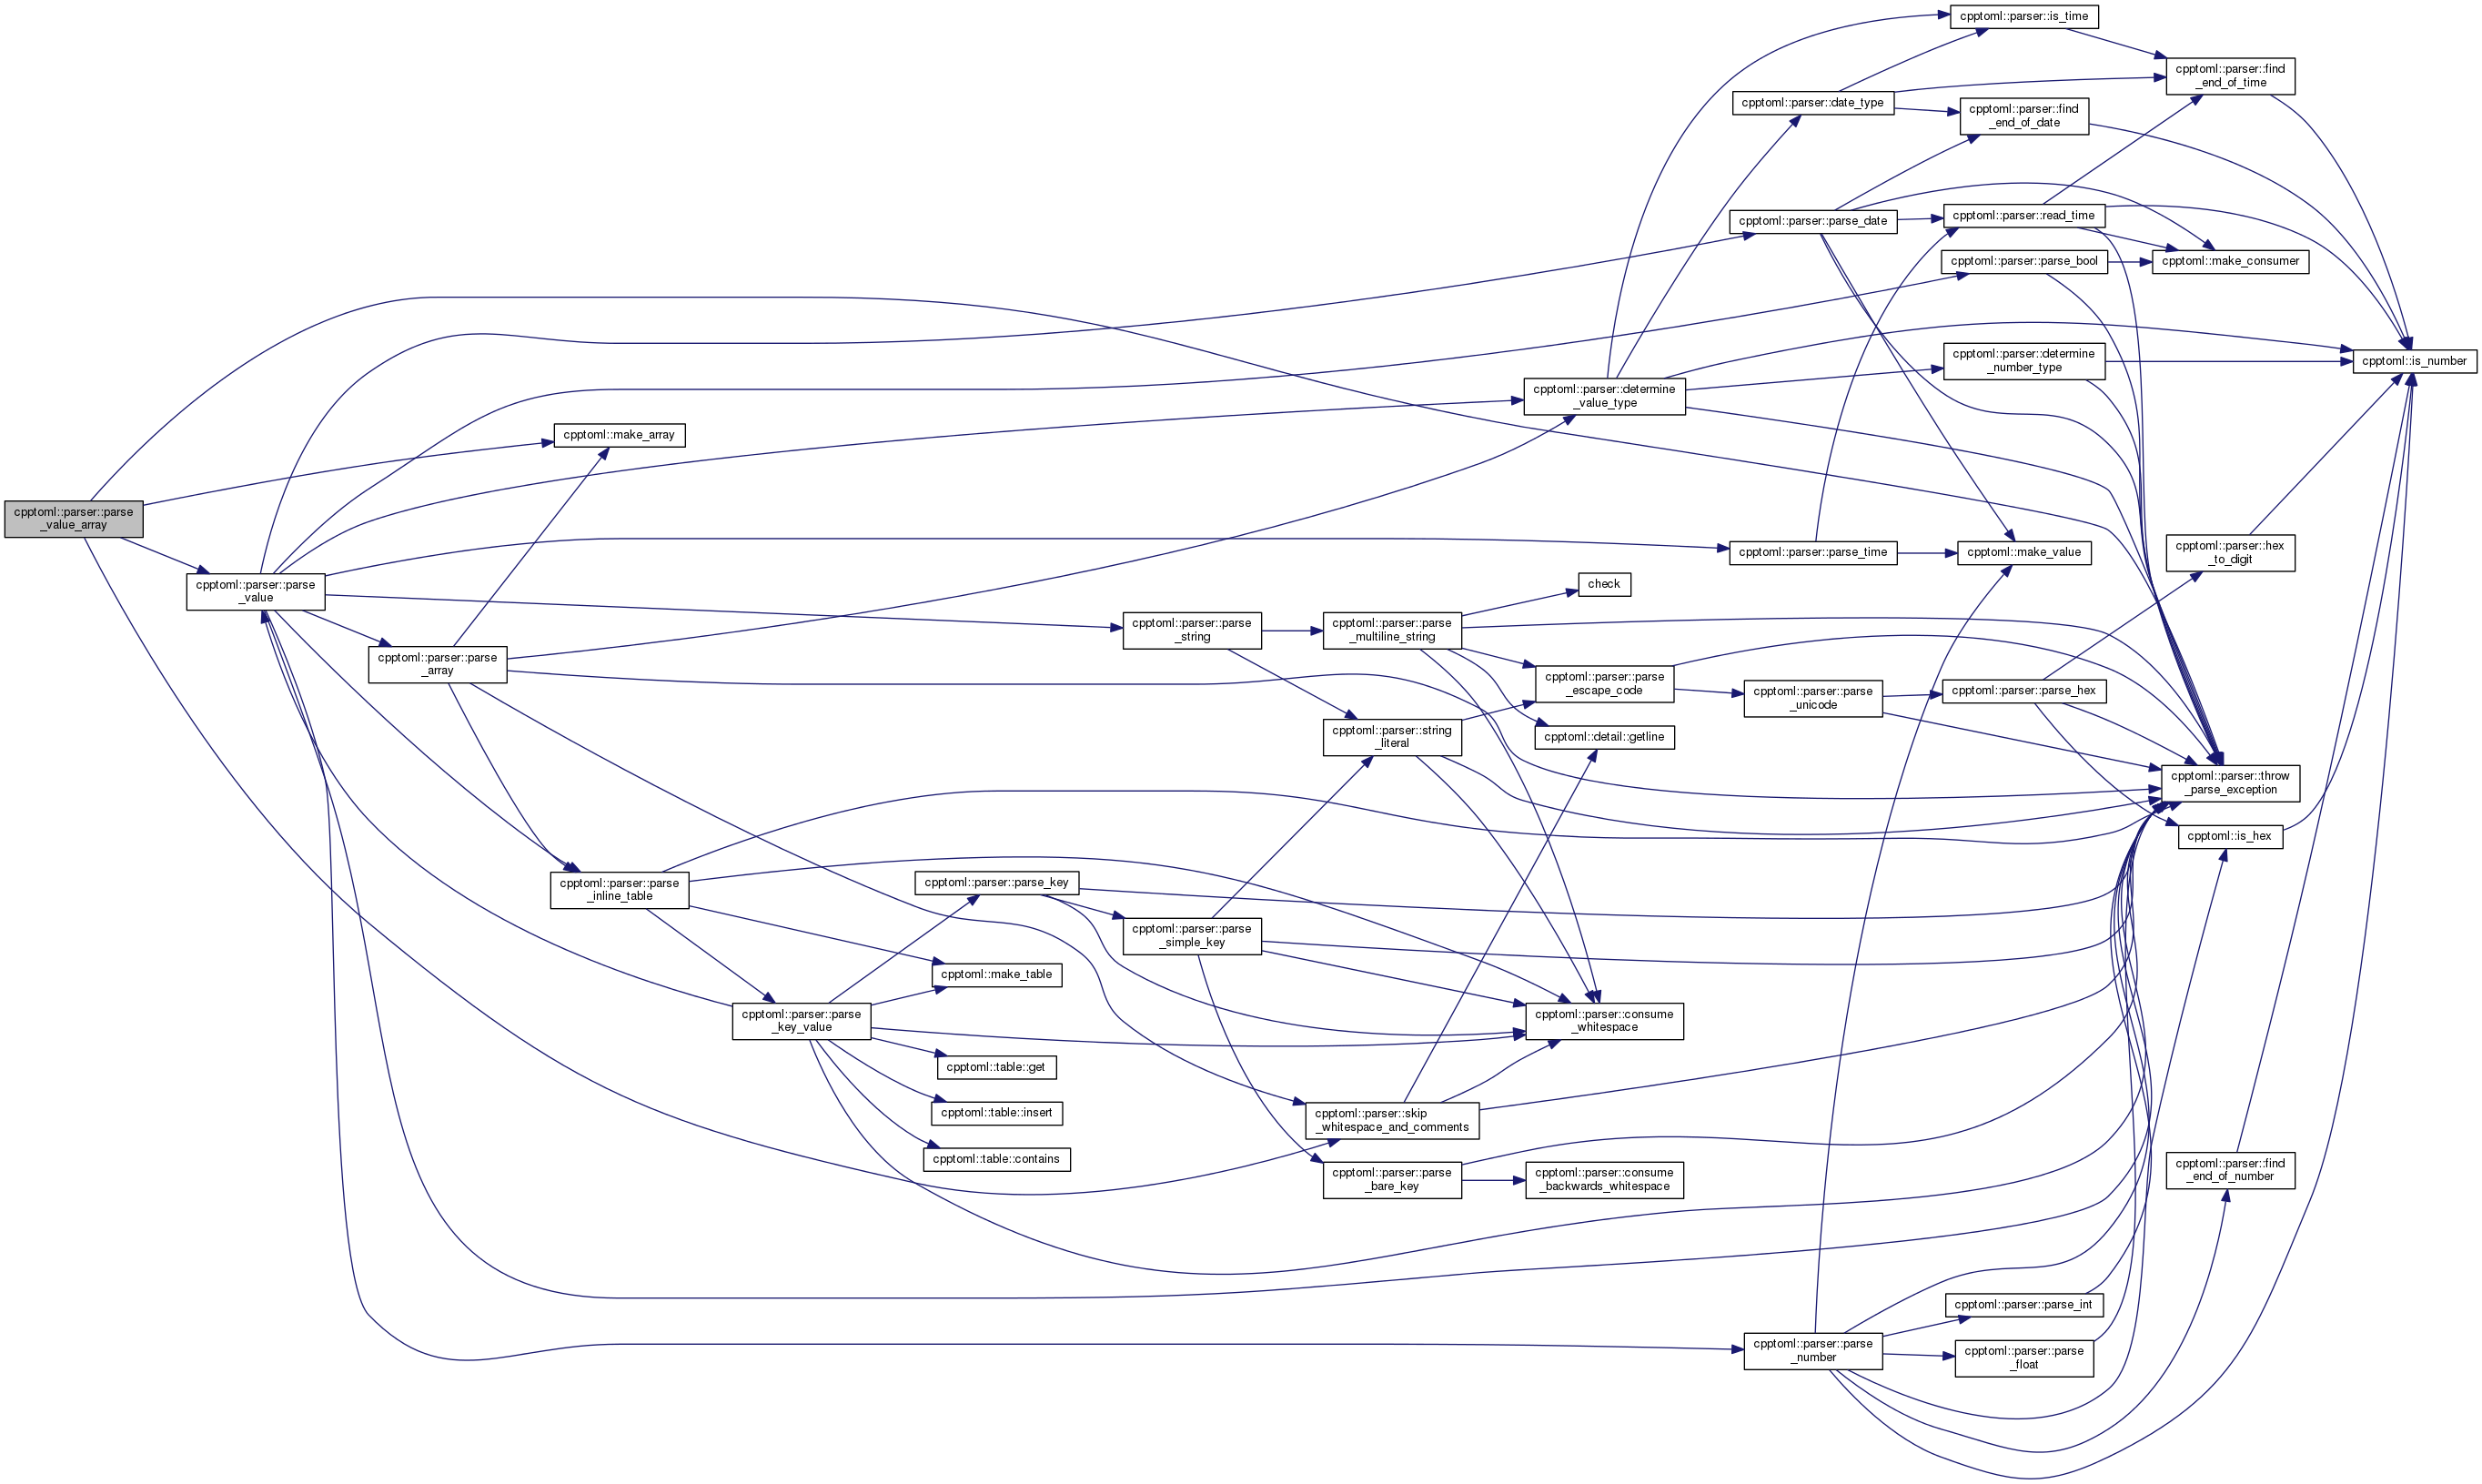 cpptoml::parser::parse
_value_array
cpptoml::make_array
cpptoml::parser::parse
_value
cpptoml::parser::parse
_array
cpptoml::parser::parse
_inline_table
cpptoml::parser::parse
_key_value
cpptoml::parser::parse_key
cpptoml::make_table
cpptoml::table::get
cpptoml::table::insert
cpptoml::table::contains
cpptoml::parser::parse
_string
cpptoml::parser::parse
_simple_key
cpptoml::parser::parse
_multiline_string
cpptoml::parser::string
_literal
cpptoml::parser::skip
_whitespace_and_comments
cpptoml::parser::parse
_bare_key
cpptoml::parser::determine
_value_type
check
cpptoml::parser::parse
_escape_code
cpptoml::detail::getline
cpptoml::parser::consume
_whitespace
cpptoml::parser::consume
_backwards_whitespace
cpptoml::parser::date_type
cpptoml::parser::parse_date
cpptoml::parser::parse_time
cpptoml::parser::parse
_unicode
cpptoml::parser::parse
_number
cpptoml::parser::is_time
cpptoml::parser::find
_end_of_date
cpptoml::parser::read_time
cpptoml::parser::parse_bool
cpptoml::parser::determine
_number_type
cpptoml::make_value
cpptoml::parser::parse_hex
cpptoml::parser::parse_int
cpptoml::parser::parse
_float
cpptoml::parser::find
_end_of_time
cpptoml::make_consumer
cpptoml::parser::hex
_to_digit
cpptoml::parser::throw
_parse_exception
cpptoml::is_hex
cpptoml::parser::find
_end_of_number
cpptoml::is_number